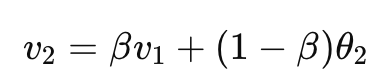 v₂ = βv₁ + (1 − β)θ₂